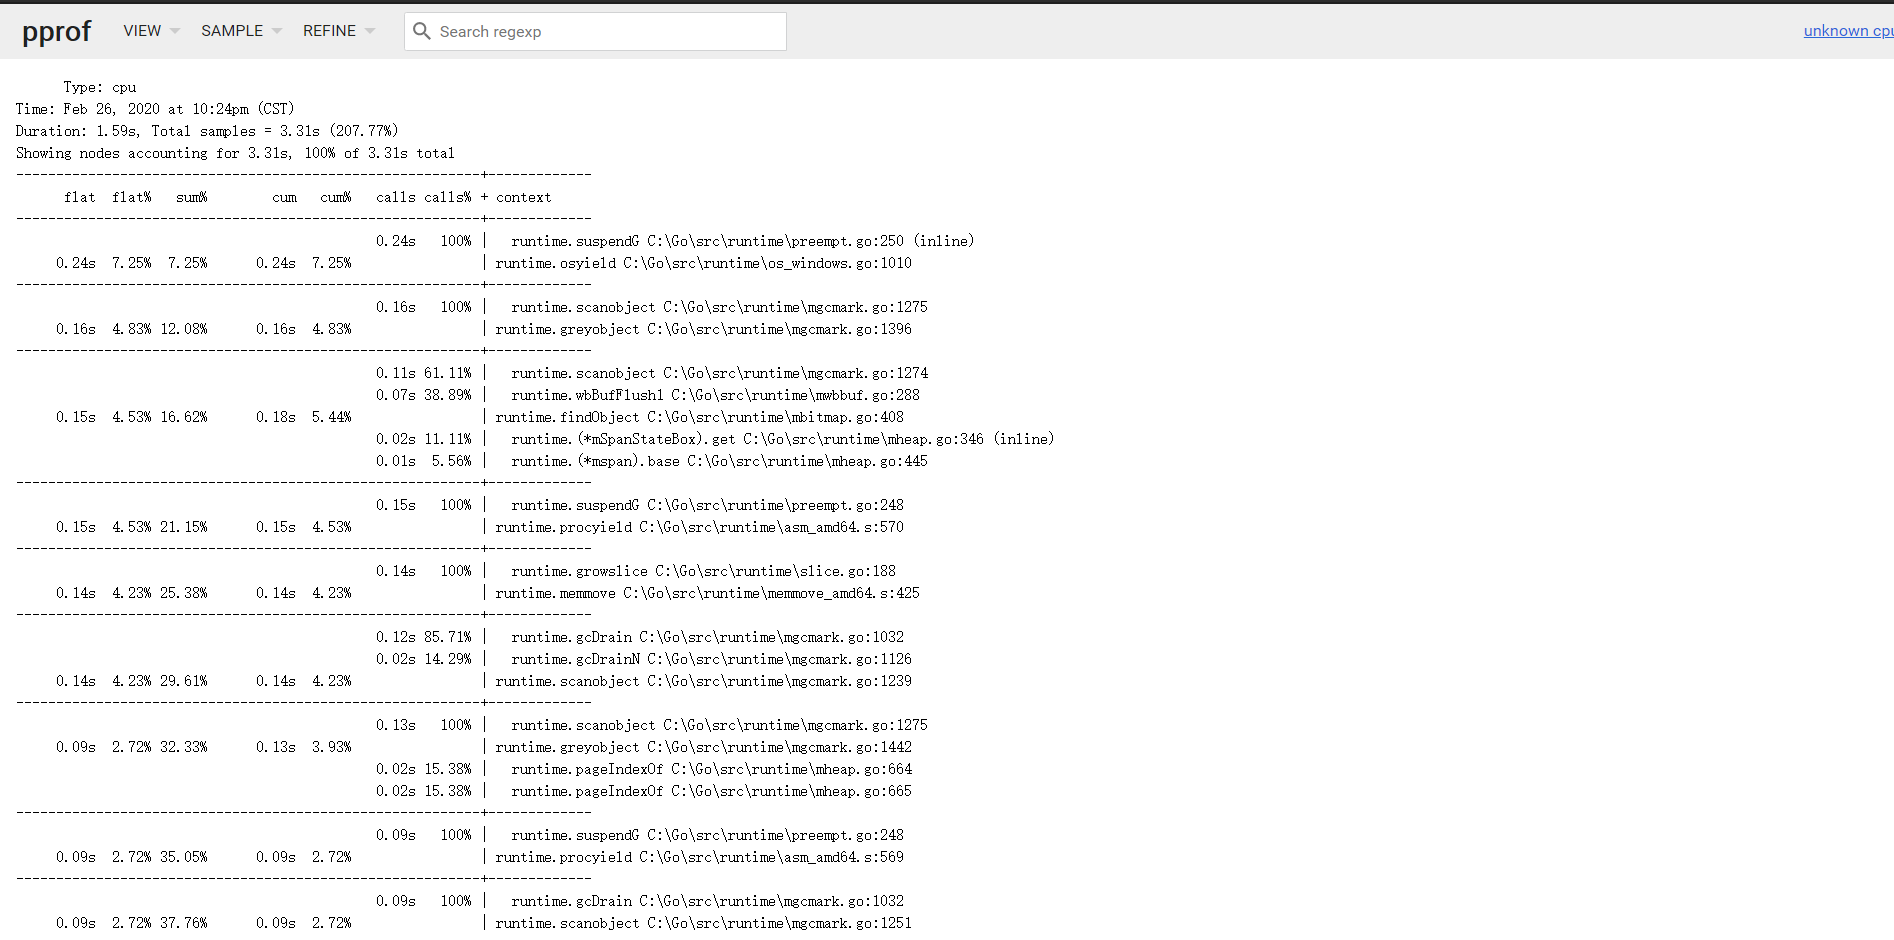 pprof VIEW SAMPLE REFINE Search regexp unknown cpu
Type: cpu
Time: Feb 26, 2020 at 10:24pm (CST)
Duration: 1.59s, Total samples = 3.31s (207.77%)
Showing nodes accounting for 3.31s, 100% of 3.31s total
----------------------------------------------------------+-------------
flat flat% sum% cum cum% calls calls% + context
----------------------------------------------------------+-------------
0.24s 100% | runtime.suspendG C:\Go\src\runtime\preempt.go:250 (inline)
0.24s 7.25% 7.25% 0.24s 7.25% | runtime.osyield C:\Go\src\runtime\os_windows.go:1010
----------------------------------------------------------+-------------
0.16s 100% | runtime.scanobject C:\Go\src\runtime\mgcmark.go:1275
0.16s 4.83% 12.08% 0.16s 4.83% | runtime.greyobject C:\Go\src\runtime\mgcmark.go:1396
----------------------------------------------------------+-------------
0.11s 61.11% | runtime.scanobject C:\Go\src\runtime\mgcmark.go:1274
0.07s 38.89% | runtime.wbBufFlush1 C:\Go\src\runtime\mwbbuf.go:288
0.15s 4.53% 16.62% 0.18s 5.44% | runtime.findObject C:\Go\src\runtime\mbitmap.go:408
0.02s 11.11% | runtime.(*mSpanStateBox).get C:\Go\src\runtime\mheap.go:346 (inline)
0.01s 5.56% | runtime.(*mspan).base C:\Go\src\runtime\mheap.go:445
----------------------------------------------------------+-------------
0.15s 100% | runtime.suspendG C:\Go\src\runtime\preempt.go:248
0.15s 4.53% 21.15% 0.15s 4.53% | runtime.procyield C:\Go\src\runtime\asm_amd64.s:570
----------------------------------------------------------+-------------
0.14s 100% | runtime.growslice C:\Go\src\runtime\slice.go:188
0.14s 4.23% 25.38% 0.14s 4.23% | runtime.memmove C:\Go\src\runtime\memmove_amd64.s:425
----------------------------------------------------------+-------------
0.12s 85.71% | runtime.gcDrain C:\Go\src\runtime\mgcmark.go:1032
0.02s 14.29% | runtime.gcDrainN C:\Go\src\runtime\mgcmark.go:1126
0.14s 4.23% 29.61% 0.14s 4.23% | runtime.scanobject C:\Go\src\runtime\mgcmark.go:1239
----------------------------------------------------------+-------------
0.13s 100% | runtime.scanobject C:\Go\src\runtime\mgcmark.go:1275
0.09s 2.72% 32.33% 0.13s 3.93% | runtime.greyobject C:\Go\src\runtime\mgcmark.go:1442
0.02s 15.38% | runtime.pageIndexOf C:\Go\src\runtime\mheap.go:664
0.02s 15.38% | runtime.pageIndexOf C:\Go\src\runtime\mheap.go:665
----------------------------------------------------------+-------------
0.09s 100% | runtime.suspendG C:\Go\src\runtime\preempt.go:248
0.09s 2.72% 35.05% 0.09s 2.72% | runtime.procyield C:\Go\src\runtime\asm_amd64.s:569
----------------------------------------------------------+-------------
0.09s 100% | runtime.gcDrain C:\Go\src\runtime\mgcmark.go:1032
0.09s 2.72% 37.76% 0.09s 2.72% | runtime.scanobject C:\Go\src\runtime\mgcmark.go:1251